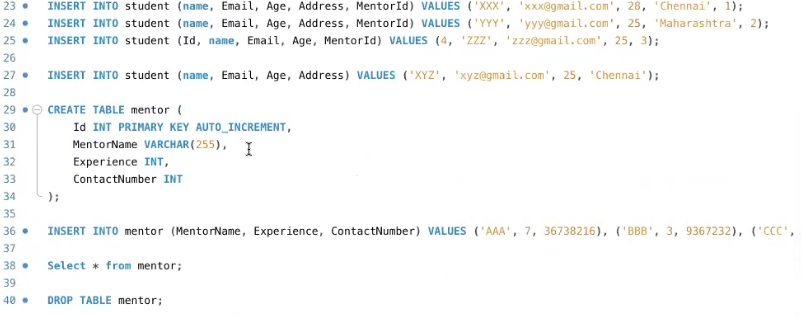 23 INSERT INTO student (name, Email, Age, Address, MentorId) VALUES ('XXX', 'xxx@gmail.com', 28, 'Chennai', 1);
24 INSERT INTO student (name, Email, Age, Address, MentorId) VALUES ('YYY', 'yyy@gmail.com', 25, 'Maharashtra', 2);
25 INSERT INTO student (Id, name, Email, Age, MentorId) VALUES (4, 'ZZZ', 'zzz@gmail.com', 25, 3);
26
27 INSERT INTO student (name, Email, Age, Address) VALUES ('XYZ', 'xyz@gmail.com', 25, 'Chennai');
28
29 CREATE TABLE mentor (
30 Id INT PRIMARY KEY AUTO_INCREMENT,
31 MentorName VARCHAR(255),
32 Experience INT,
33 ContactNumber INT
34 );
35
36 INSERT INTO mentor (MentorName, Experience, ContactNumber) VALUES ('AAA', 7, 36738216), ('BBB', 3, 9367232), ('CCC',
37
38 Select * from mentor;
39
40 DROP TABLE mentor;